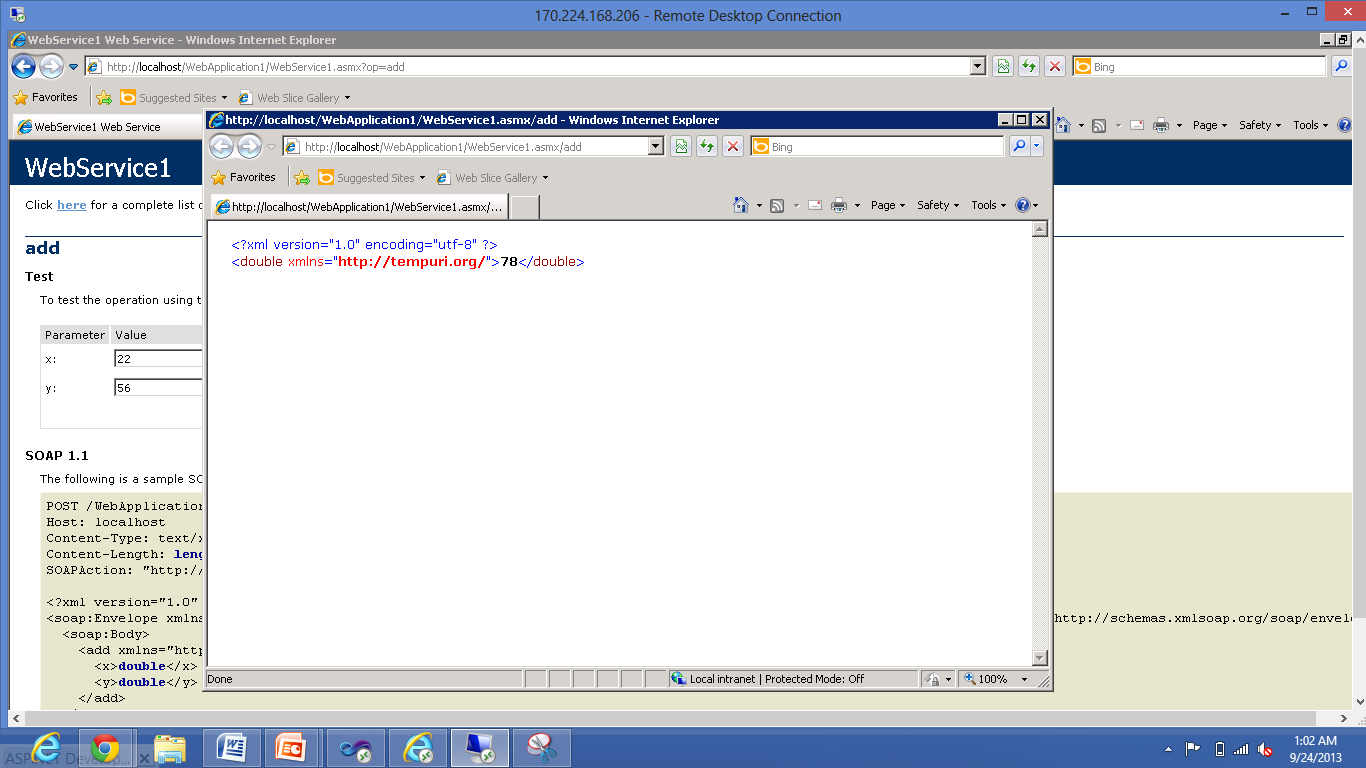 170.224.168.206 - Remote Desktop Connection
WebService1 Web Service - Windows Internet Explorer
http://localhost/WebApplication1/WebService1.asmx?op=add
Bing
Favorites
Suggested Sites
Web Slice Gallery
WebService1 Web Service
Page
Safety
Tools
WebService1
Click here for a complete list
add
Test
To test the operation using
Parameter Value
x: 22
y: 56
SOAP 1.1
The following is a sample
POST /WebApplication
Host: localhost
Content-Type: text/
Content-Length:
SOAPAction: "http:/
<?xml version="1.0"
<soap:Envelope xmlns
http://schemas.xmlsoap.org/soap/envel
<soap:Body>
<add xmlns="http
<x>double</x>
<y>double</y>
</add>
http://localhost/WebApplication1/WebService1.asmx/add - Windows Internet Explorer
http://localhost/WebApplication1/WebService1.asmx/add
Bing
Favorites
Suggested Sites
Web Slice Gallery
http://localhost/WebApplication1/WebService1.asmx/...
Page
Safety
Tools
<?xml version="1.0" encoding="utf-8" ?>
<double xmlns="http://tempuri.org/">78</double>
Done
Local intranet | Protected Mode: Off
100%
ASP.NET Develop...
1:02 AM
9/24/2013